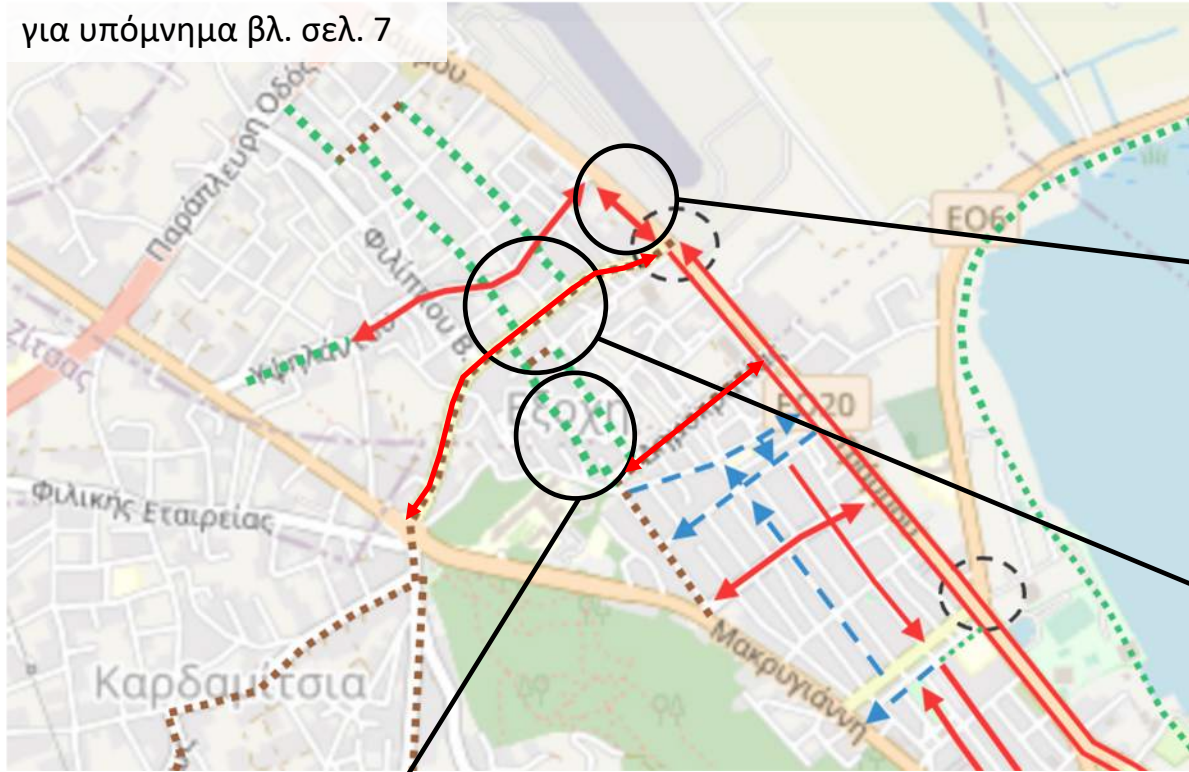 για υπόμνημα βλ. σελ. 7
Παράπλευρη Οδός
ΕΟ6
Φιλίππου Β.
Ζίτσας
ΕΟ20
Εξοχή
Φιλικής Εταιρείας
Μακρυγιάννη
Καρδαμίτσια